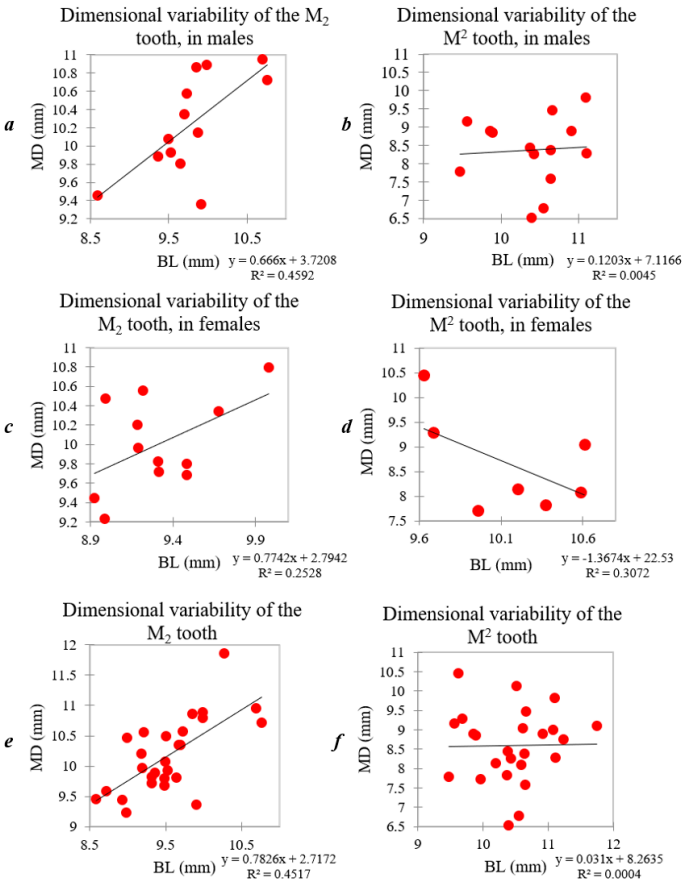 Dimensional variability of the M2
tooth, in males
a
MD (mm)
11
10.8
10.6
10.4
10.2
10
9.8
9.6
9.4
9.2
8.5 9.5 10.5
BL (mm)
y = 0.666x + 3.7208
R² = 0.4592
Dimensional variability of the
M² tooth, in males
b
MD (mm)
11
10.5
10
9.5
9
8.5
8
7.5
7
6.5
9 10 11
BL (mm)
y = 0.1203x + 7.1166
R² = 0.0045
Dimensional variability of the
M2 tooth, in females
c
MD (mm)
11
10.8
10.6
10.4
10.2
10
9.8
9.6
9.4
9.2
8.9 9.4 9.9
BL (mm)
y = 0.7742x + 2.7942
R² = 0.2528
Dimensional variability of the
M² tooth, in females
d
MD (mm)
11
10.5
10
9.5
9
8.5
8
7.5
9.6 10.1 10.6
BL (mm)
y = -1.3674x + 22.53
R² = 0.3072
Dimensional variability of the
M2 tooth
e
MD (mm)
12
11.5
11
10.5
10
9.5
9
8.5 9.5 10.5
BL (mm)
y = 0.7826x + 2.7172
R² = 0.4517
Dimensional variability of the
M² tooth
f
MD (mm)
11
10.5
10
9.5
9
8.5
8
7.5
7
6.5
9 10 11 12
BL (mm)
y = 0.031x + 8.2635
R² = 0.0004